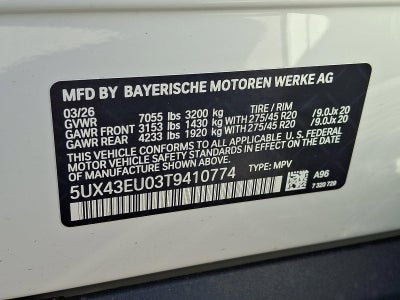 MFD BY BAYERISCHE MOTOREN WERKE AG
03/26 TIRE / RIM
GVWR 7055 lbs 3200 kg
GAWR FRONT 3153 lbs 1430 kg WITH 275/45 R20 / 9.0Jx 20
GAWR REAR 4233 lbs 1920 kg WITH 275/45 R20 / 9.0Jx 20
THIS VEHICLE CONFORMS TO ALL APPLICABLE U.S. FEDERAL
MOTOR VEHICLE SAFETY STANDARDS IN EFFECT ON THE DATE
OF MANUFACTURE SHOWN ABOVE.
5UX43EU03T9410774 TYPE: MPV
A96
7 320 729